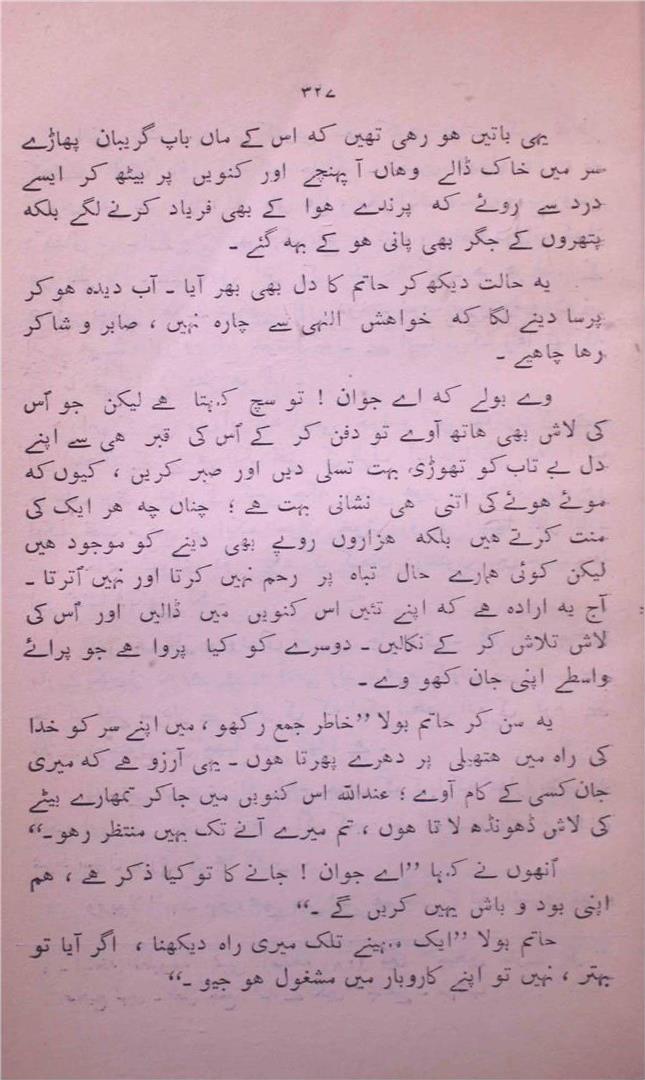 ۳۲۷
یہی باتیں ہو رہی تھیں کہ اس کے ماں باپ گریبان پھاڑے
سر میں خاک ڈالے وہاں آ پہنچے اور کنویں پر بیٹھ کر ایسے
درد سے روئے کہ پرندے ہوا کے بھی فریاد کرنے لگے بلکہ
پتھروں کے جگر بھی پانی ہو کے بہہ گئے ۔
یہ حالت دیکھ کر حاتم کا دل بھی بھر آیا ۔ آب دیدہ ہو کر
پرسا دینے لگا کہ خواہش الٰہی سے چارہ نہیں ، صابر و شاکر
رہا چاہیے ۔
وے بولے کہ اے جوان ! تو سچ کہتا ہے لیکن جو اُس
کی لاش بھی ہاتھ آوے تو دفن کر کے اُس کی قبر ہی سے اپنے
دل بے تاب کو تھوڑی بہت تسلی دیں اور صبر کریں ، کیوں کہ
موئے ہوئے کی اتنی ہی نشانی بہت ہے ؛ چناں چہ ہر ایک کی
منت کرتے ہیں بلکہ ہزاروں روپے بھی دینے کو موجود ہیں
لیکن کوئی ہمارے حال تباہ پر رحم نہیں کرتا اور نہیں اُترتا ۔
آج یہ ارادہ ہے کہ اپنے تئیں اس کنویں میں ڈالیں اور اُس کی
لاش تلاش کر کے نکالیں ۔ دوسرے کو کیا پروا ہے جو پرائے
واسطے اپنی جان کھو وے ۔
یہ سن کر حاتم بولا ”خاطر جمع رکھو ، میں اپنے سر کو خدا
کی راہ میں ہتھیلی پر دھرے پھرتا ہوں ۔ یہی آرزو ہے کہ میری
جان کسی کے کام آوے ؛ عنداللہ اس کنویں میں جا کر تمھارے بیٹے
کی لاش ڈھونڈھ لا تا ہوں ، تم میرے آنے تک یہیں منتظر رہو ۔“
اُنھوں نے کہا ”اے جوان ! جانے کا تو کیا ذکر ہے ، ہم
اپنی بود و باش یہیں کریں گے ۔“
حاتم بولا ”ایک مہینے تلک میری راہ دیکھنا ، اگر آیا تو
بہتر ، نہیں تو اپنے کاروبار میں مشغول ہو جیو ۔“